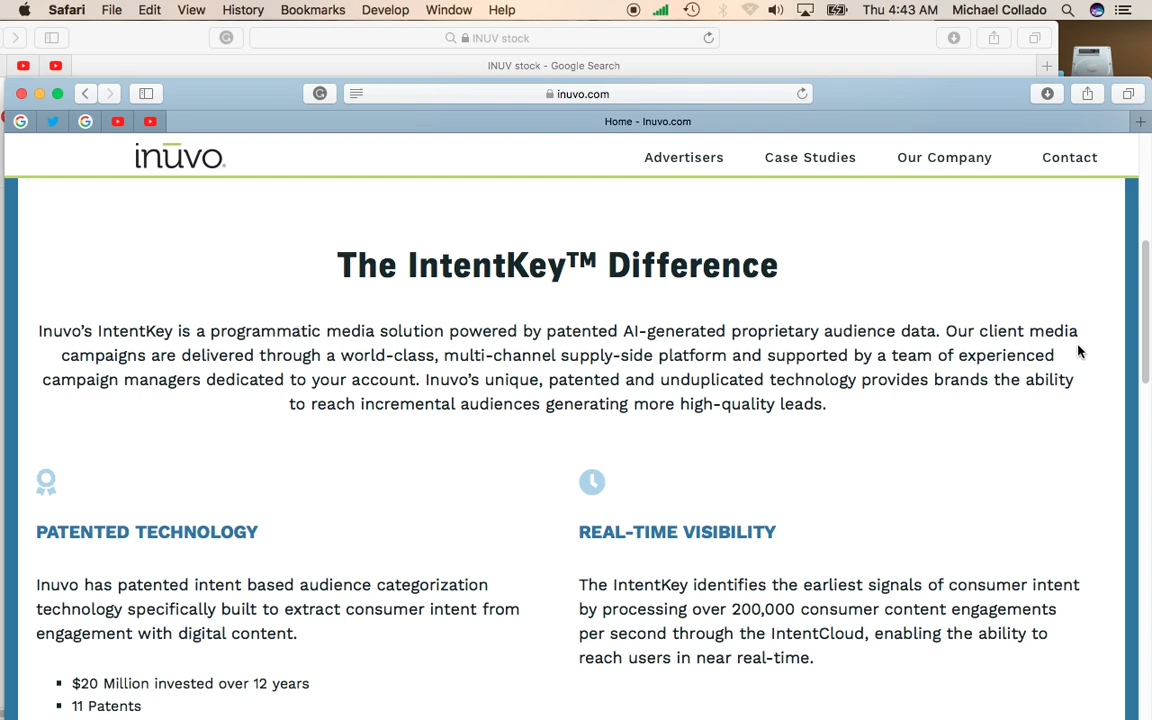 Safari File Edit View History Bookmarks Develop Window Help Thu 4:43 AM Michael Collado
INUV stock
INUV stock - Google Search
inuvo.com
Home - Inuvo.com
inūvo. Advertisers Case Studies Our Company Contact
The IntentKey™ Difference
Inuvo's IntentKey is a programmatic media solution powered by patented AI-generated proprietary audience data. Our client media
campaigns are delivered through a world-class, multi-channel supply-side platform and supported by a team of experienced
campaign managers dedicated to your account. Inuvo's unique, patented and unduplicated technology provides brands the ability
to reach incremental audiences generating more high-quality leads.
PATENTED TECHNOLOGY
Inuvo has patented intent based audience categorization
technology specifically built to extract consumer intent from
engagement with digital content.
▪ $20 Million invested over 12 years
▪ 11 Patents
REAL-TIME VISIBILITY
The IntentKey identifies the earliest signals of consumer intent
by processing over 200,000 consumer content engagements
per second through the IntentCloud, enabling the ability to
reach users in near real-time.